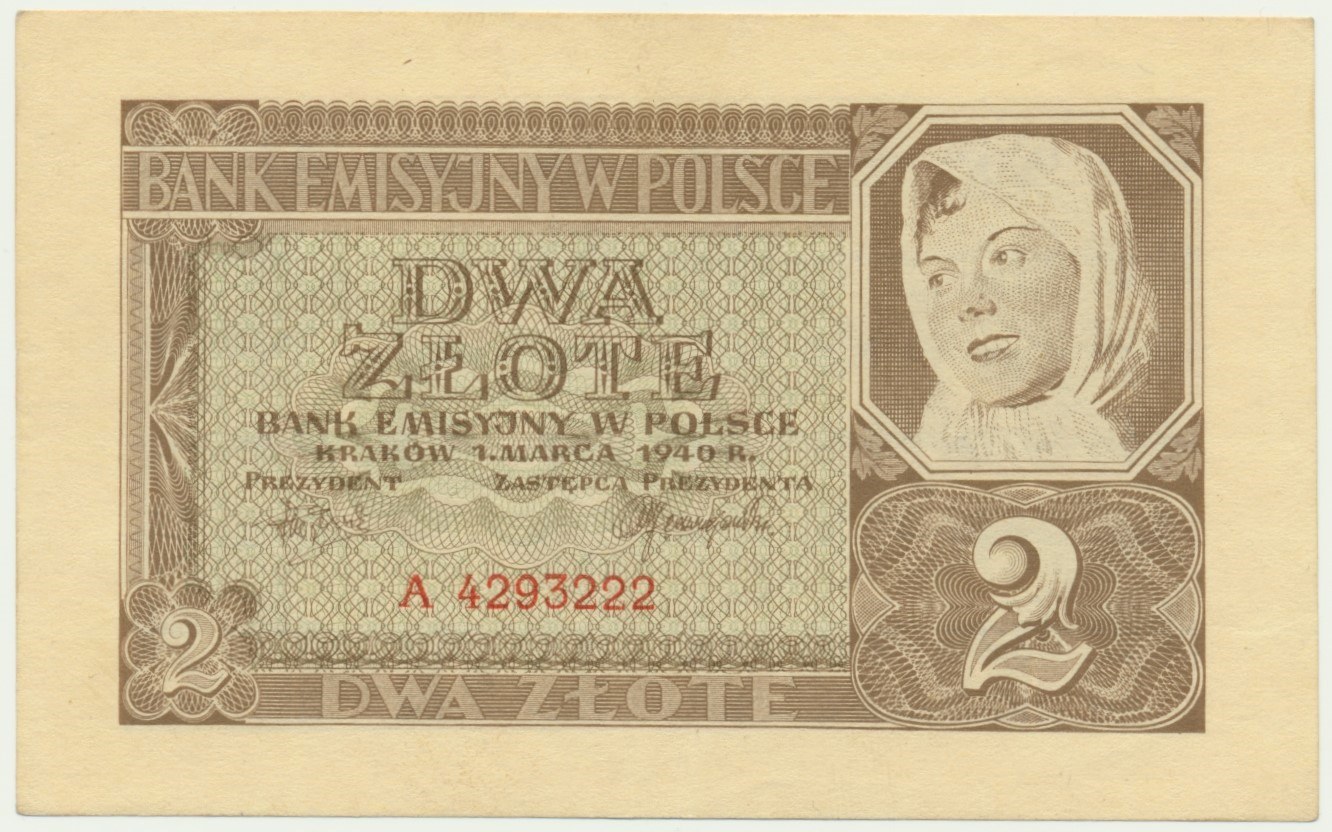 BANK EMISYJNY W POLSCE
DWA
ZŁOTE
BANK EMISYJNY W POLSCE
KRAKÓW 1. MARCA 1940 R.
PREZYDENT ZASTĘPCA PREZYDENTA
A 4293222
2
2
DWA ZŁOTE